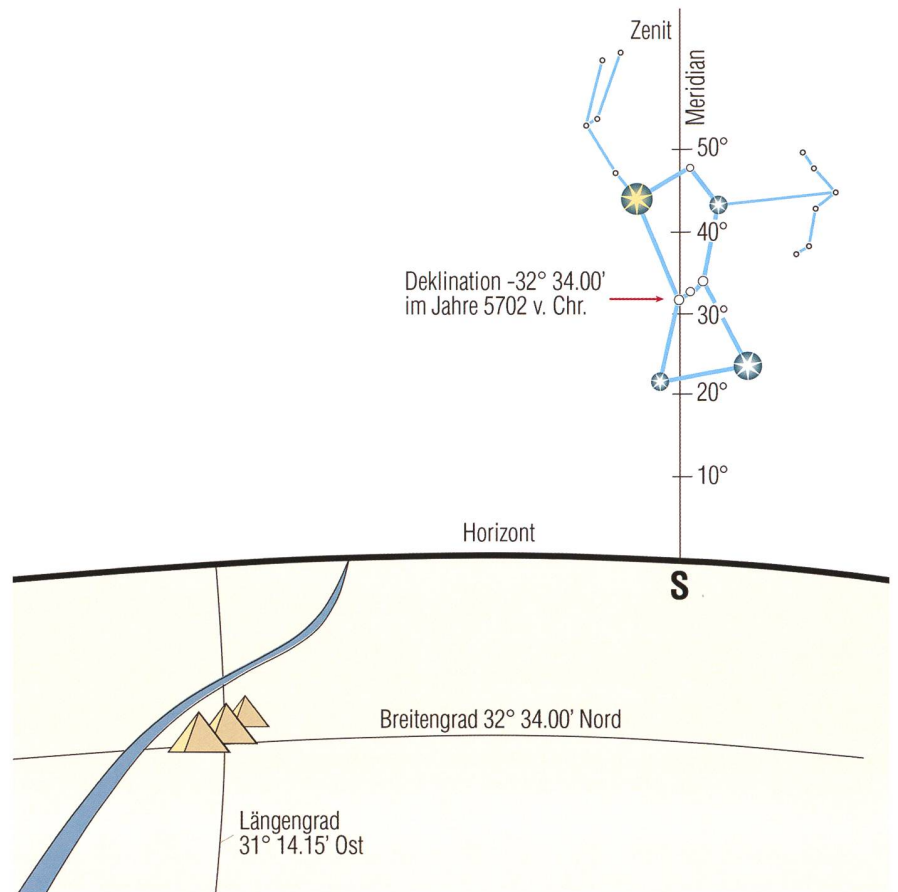 Zenit
Meridian
50°
40°
Deklination -32° 34.00'
im Jahre 5702 v. Chr.
30°
20°
10°
Horizont
S
Breitengrad 32° 34.00' Nord
Längengrad
31° 14.15' Ost